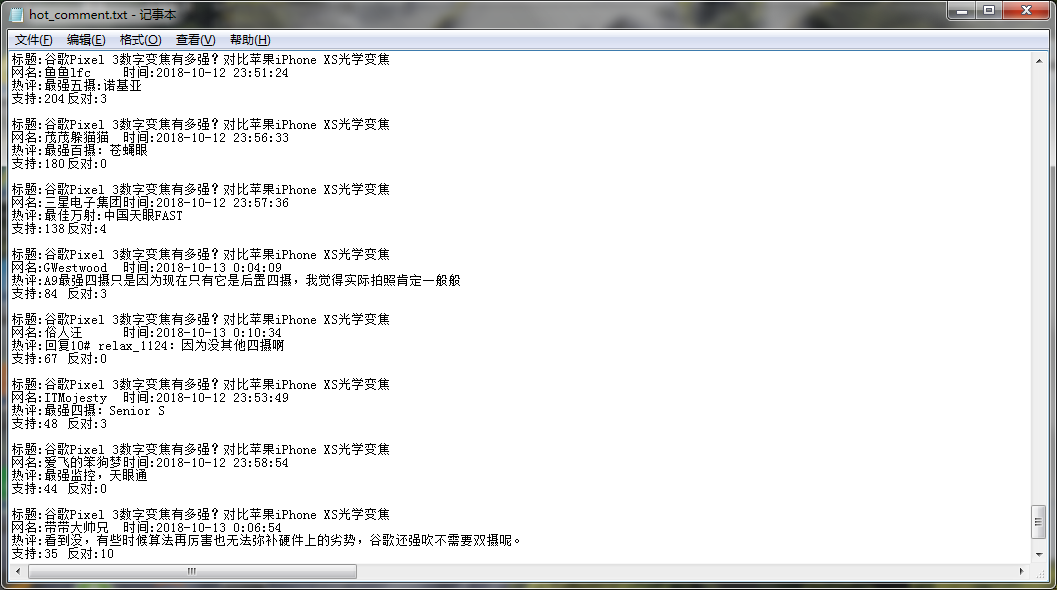 hot_comment.txt - 记事本
文件(F) 编辑(E) 格式(O) 查看(V) 帮助(H)
标题:谷歌Pixel 3数字变焦有多强? 对比苹果iPhone XS光学变焦
网名:鱼鱼lfc 时间:2018-10-12 23:51:24
热评:最强五摄:诺基亚
支持:204 反对:3
标题:谷歌Pixel 3数字变焦有多强? 对比苹果iPhone XS光学变焦
网名:茂茂躲猫猫 时间:2018-10-12 23:56:33
热评:最强百摄: 苍蝇眼
支持:180 反对:0
标题:谷歌Pixel 3数字变焦有多强? 对比苹果iPhone XS光学变焦
网名:三星电子集团时间:2018-10-12 23:57:36
热评:最佳万射:中国天眼FAST
支持:138 反对:4
标题:谷歌Pixel 3数字变焦有多强? 对比苹果iPhone XS光学变焦
网名:GWestwood 时间:2018-10-13 0:04:09
热评:A9最强四摄只是因为现在只有它是后置四摄，我觉得实际拍照肯定一般般
支持:84 反对:3
标题:谷歌Pixel 3数字变焦有多强? 对比苹果iPhone XS光学变焦
网名:俗人汪 时间:2018-10-13 0:10:34
热评:回复10# relax_1124: 因为没其他四摄啊
支持:67 反对:0
标题:谷歌Pixel 3数字变焦有多强? 对比苹果iPhone XS光学变焦
网名:ITMojesty 时间:2018-10-12 23:53:49
热评:最强四摄: Senior S
支持:48 反对:3
标题:谷歌Pixel 3数字变焦有多强? 对比苹果iPhone XS光学变焦
网名:爱飞的笨狗梦时间:2018-10-12 23:58:54
热评:最强监控，天眼通
支持:44 反对:0
标题:谷歌Pixel 3数字变焦有多强? 对比苹果iPhone XS光学变焦
网名:带带大帅兄 时间:2018-10-13 0:06:54
热评:看到没，有些时候算法再厉害也无法弥补硬件上的劣势，谷歌还强吹不需要双摄呢。
支持:35 反对:10